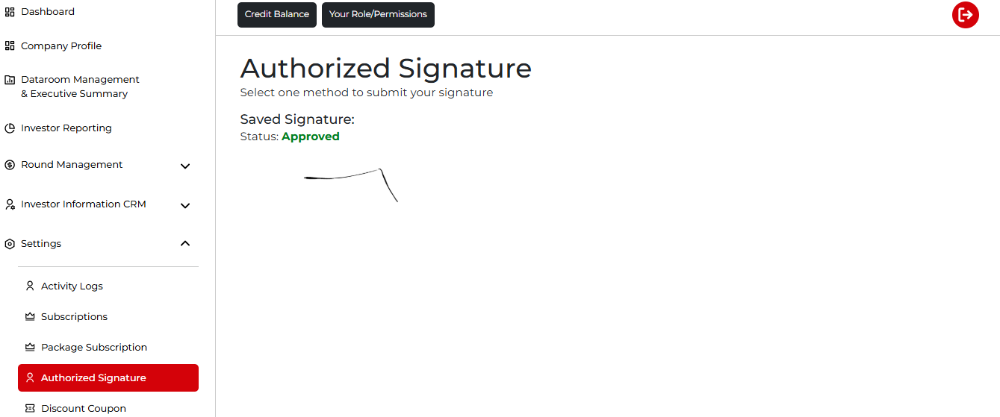 Dashboard
Company Profile
Dataroom Management
& Executive Summary
Investor Reporting
Round Management
Investor Information CRM
Settings
Activity Logs
Subscriptions
Package Subscription
Authorized Signature
Discount Coupon
Credit Balance
Your Role/Permissions
Authorized Signature
Select one method to submit your signature
Saved Signature:
Status: Approved